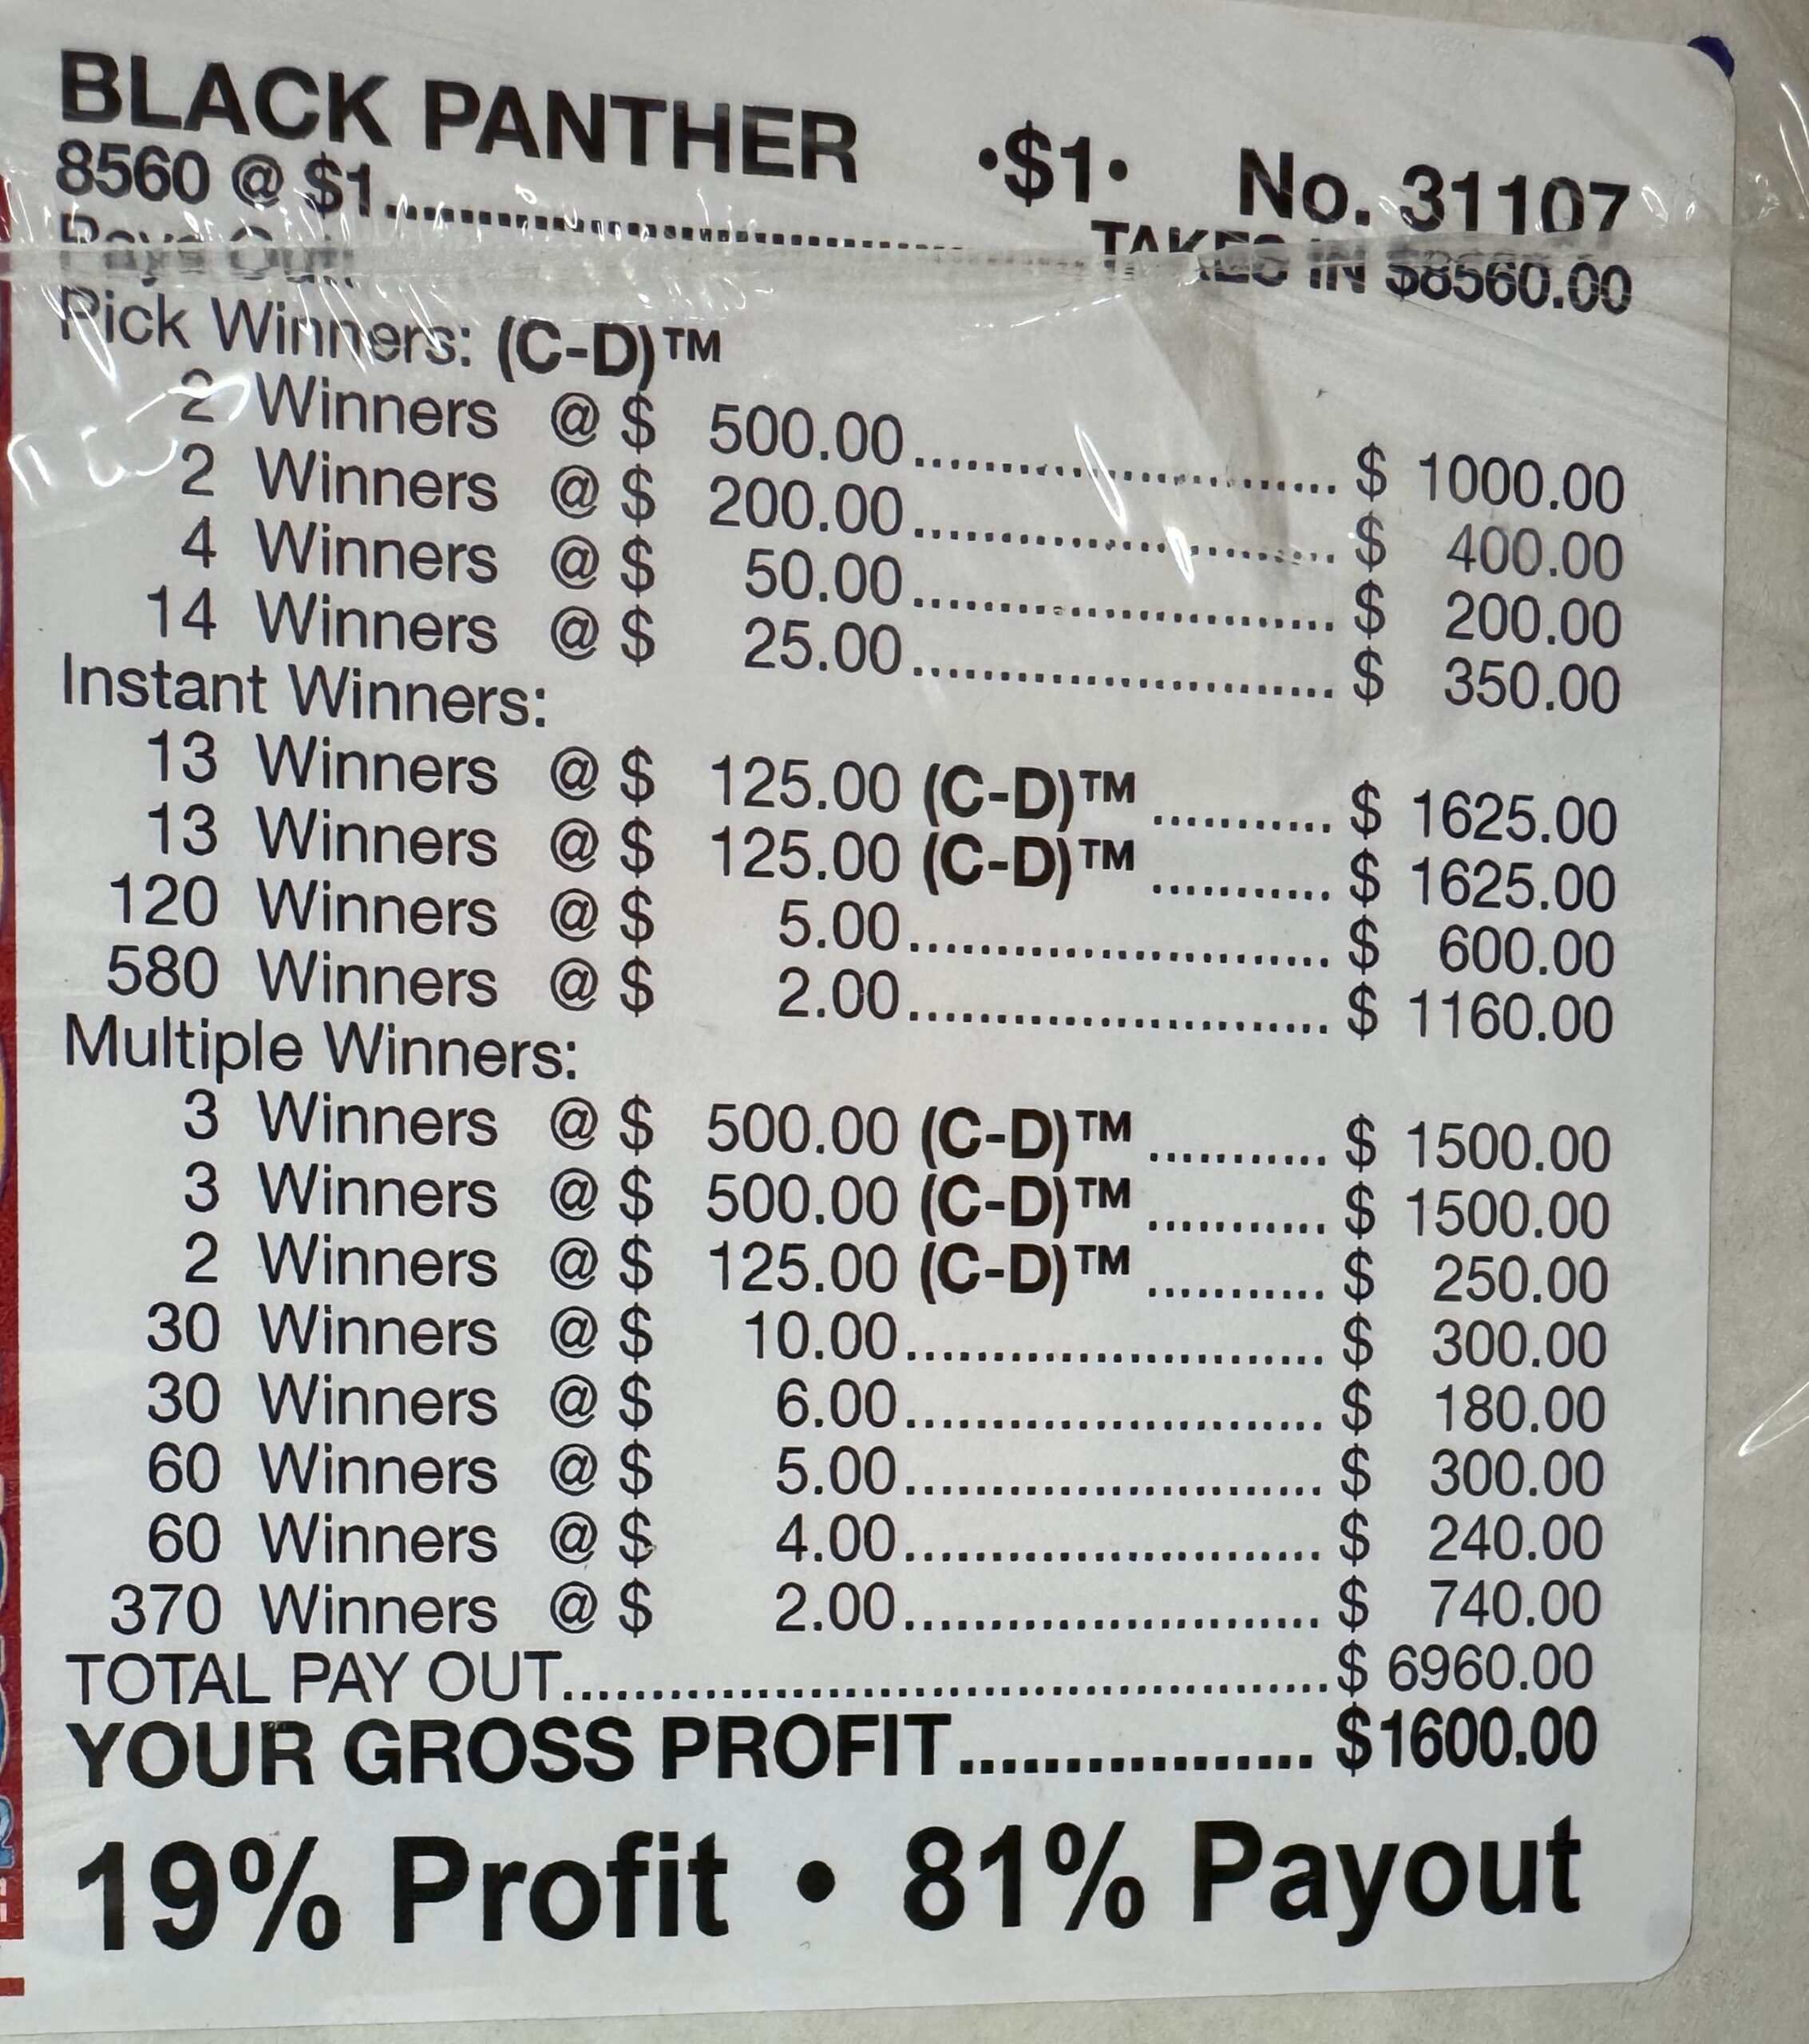 BLACK PANTHER •$1• No. 31107
8560 @ $1.......................................... TAKES IN $8560.00
Pays Out:
Pick Winners: (C-D)™
2 Winners @ $ 500.00........................ $ 1000.00
2 Winners @ $ 200.00........................ $ 400.00
4 Winners @ $ 50.00........................ $ 200.00
14 Winners @ $ 25.00........................ $ 350.00
Instant Winners:
13 Winners @ $ 125.00 (C-D)™ ........... $ 1625.00
13 Winners @ $ 125.00 (C-D)™ ........... $ 1625.00
120 Winners @ $ 5.00........................ $ 600.00
580 Winners @ $ 2.00........................ $ 1160.00
Multiple Winners:
3 Winners @ $ 500.00 (C-D)™ ........... $ 1500.00
3 Winners @ $ 500.00 (C-D)™ ........... $ 1500.00
2 Winners @ $ 125.00 (C-D)™ ........... $ 250.00
30 Winners @ $ 10.00........................ $ 300.00
30 Winners @ $ 6.00........................ $ 180.00
60 Winners @ $ 5.00........................ $ 300.00
60 Winners @ $ 4.00........................ $ 240.00
370 Winners @ $ 2.00........................ $ 740.00
TOTAL PAY OUT............................................ $ 6960.00
YOUR GROSS PROFIT................. $1600.00
19% Profit • 81% Payout